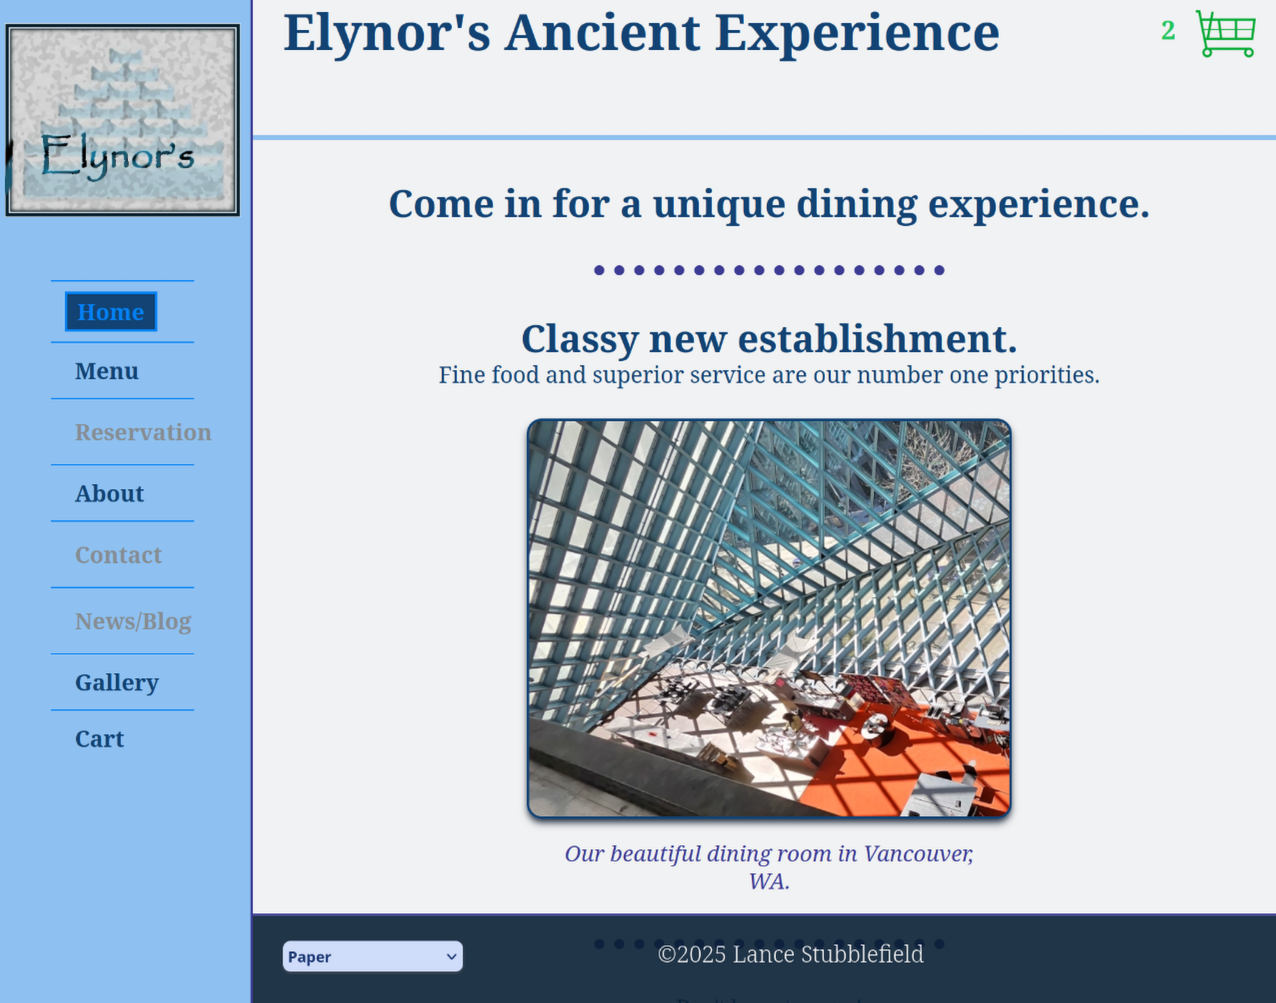 Elynor's
Elynor's Ancient Experience
2
Home
Menu
Reservation
About
Contact
News/Blog
Gallery
Cart
Come in for a unique dining experience.
Classy new establishment.
Fine food and superior service are our number one priorities.
Our beautiful dining room in Vancouver,
WA.
Paper
©2025 Lance Stubblefield